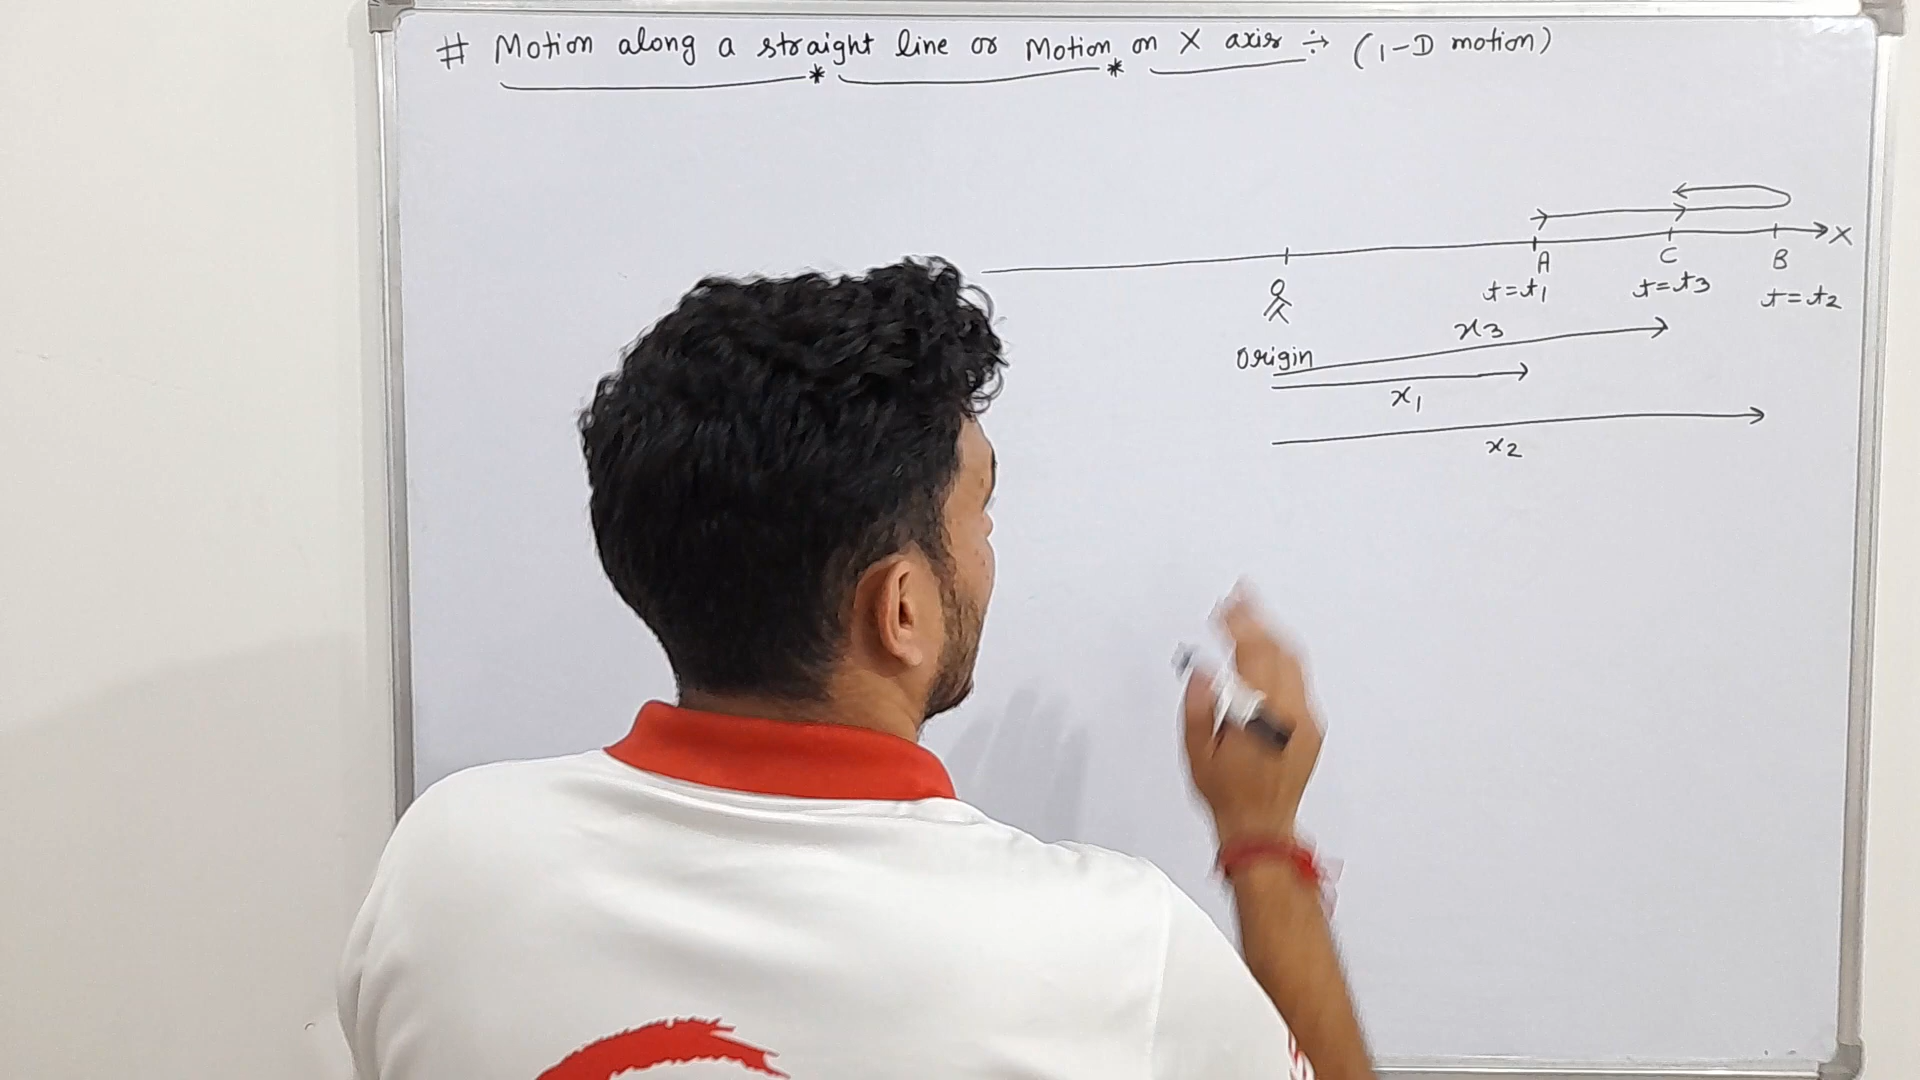 # Motion along a straight line or Motion on X axis ÷ (1-D motion)
X
A C B
t=t1 t=t3 t=t2
x3
origin
x1
x2